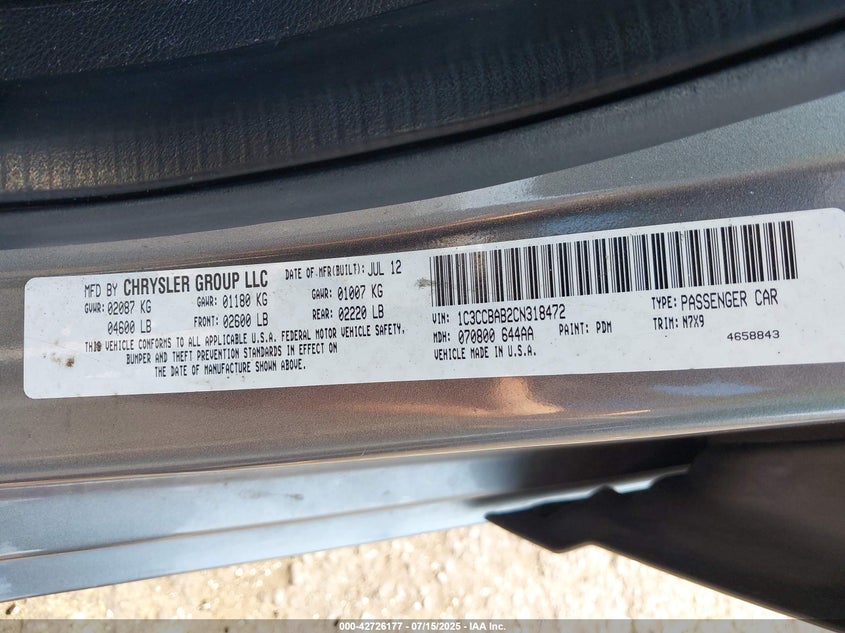 MFD BY CHRYSLER GROUP LLC DATE OF MFR(BUILT): JUL 12
GVWR: 02087 KG GAWR: 01180 KG GAWR: 01007 KG
04600 LB FRONT: 02600 LB REAR: 02220 LB
THIS VEHICLE CONFORMS TO ALL APPLICABLE U.S.A. FEDERAL MOTOR VEHICLE SAFETY,
BUMPER AND THEFT PREVENTION STANDARDS IN EFFECT ON
THE DATE OF MANUFACTURE SHOWN ABOVE.
VIN: 1C3CCBAB2CN318472 TYPE: PASSENGER CAR
MDH: 070800 644AA PAINT: PDM TRIM: N7X9
VEHICLE MADE IN U.S.A. 4658843
000-42726177 - 07/15/2025 - IAA Inc.